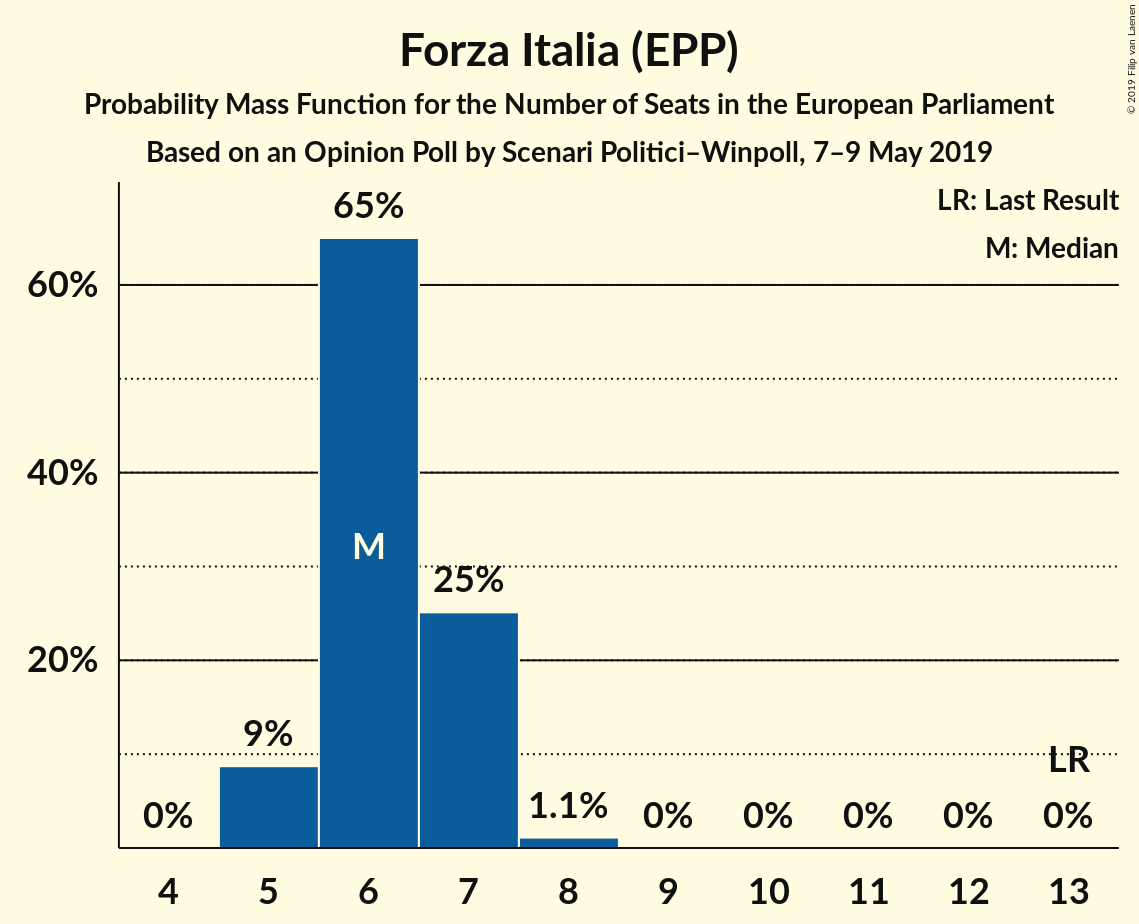 Forza Italia (EPP)
Probability Mass Function for the Number of Seats in the European Parliament
Based on an Opinion Poll by Scenari Politici–Winpoll, 7–9 May 2019
© 2019 Filip van Laenen
LR: Last Result
M: Median
60%
40%
20%
0%
9%
65%
M
25%
1.1%
0%
0%
0%
0%
LR
0%
4 5 6 7 8 9 10 11 12 13